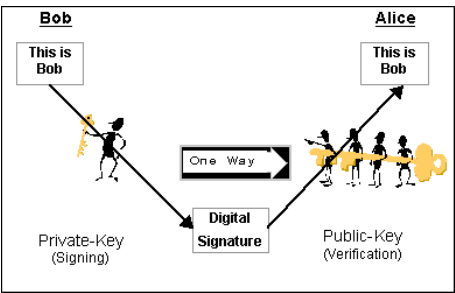 Bob
Alice
This is
Bob
This is
Bob
One Way
Digital
Signature
Private-Key
(Signing)
Public-Key
(Verification)